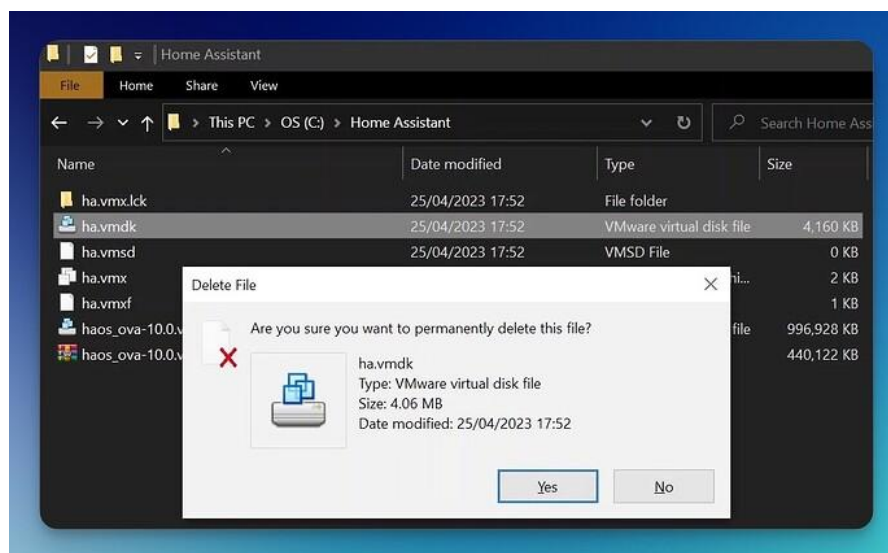 Home Assistant
File Home Share View
This PC > OS (C:) > Home Assistant
Search Home Ass
Name Date modified Type Size
ha.vmx.lck 25/04/2023 17:52 File folder
ha.vmdk 25/04/2023 17:52 VMware virtual disk file 4,160 KB
ha.vmsd 25/04/2023 17:52 VMSD File 0 KB
ha.vmx ni... 2 KB
ha.vmxf 1 KB
haos_ova-10.0.v file 996,928 KB
haos_ova-10.0.v 440,122 KB
Delete File
Are you sure you want to permanently delete this file?
ha.vmdk
Type: VMware virtual disk file
Size: 4.06 MB
Date modified: 25/04/2023 17:52
Yes No